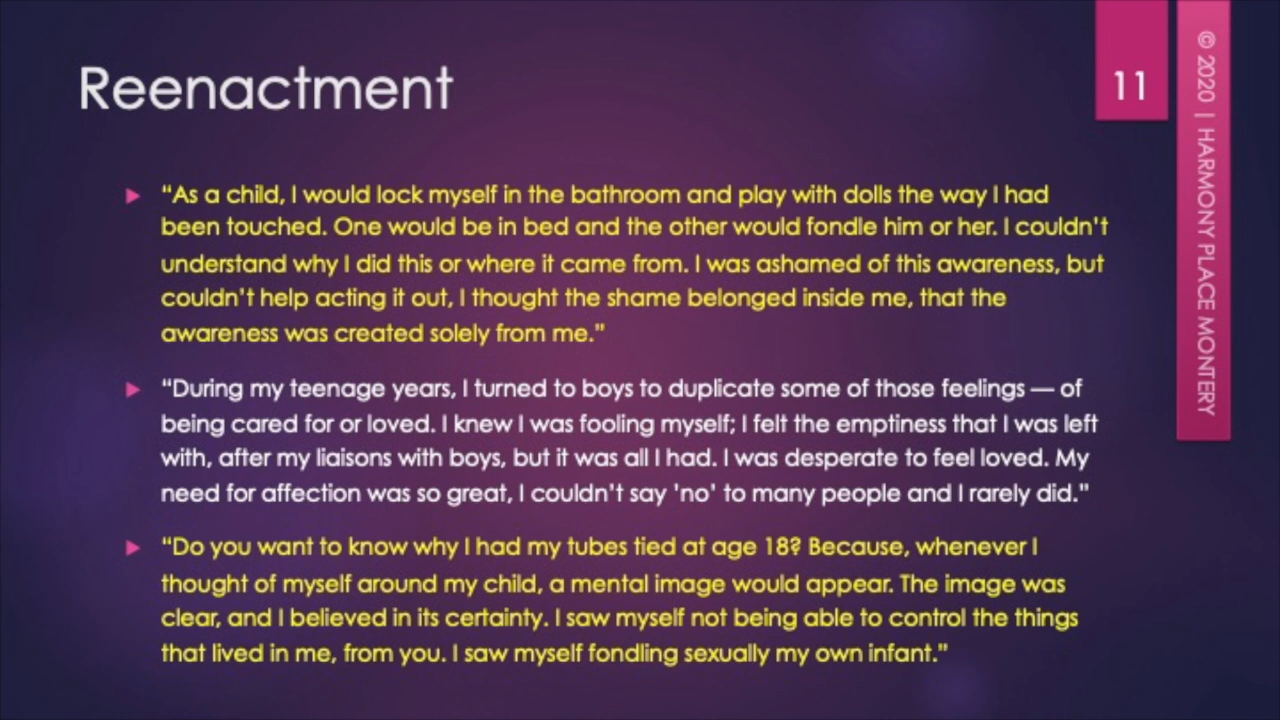 Reenactment
11
© 2020 | HARMONY PLACE MONTERY
“As a child, I would lock myself in the bathroom and play with dolls the way I had
been touched. One would be in bed and the other would fondle him or her. I couldn’t
understand why I did this or where it came from. I was ashamed of this awareness, but
couldn’t help acting it out, I thought the shame belonged inside me, that the
awareness was created solely from me.”
“During my teenage years, I turned to boys to duplicate some of those feelings — of
being cared for or loved. I knew I was fooling myself; I felt the emptiness that I was left
with, after my liaisons with boys, but it was all I had. I was desperate to feel loved. My
need for affection was so great, I couldn’t say 'no’ to many people and I rarely did.”
“Do you want to know why I had my tubes tied at age 18? Because, whenever I
thought of myself around my child, a mental image would appear. The image was
clear, and I believed in its certainty. I saw myself not being able to control the things
that lived in me, from you. I saw myself fondling sexually my own infant.”